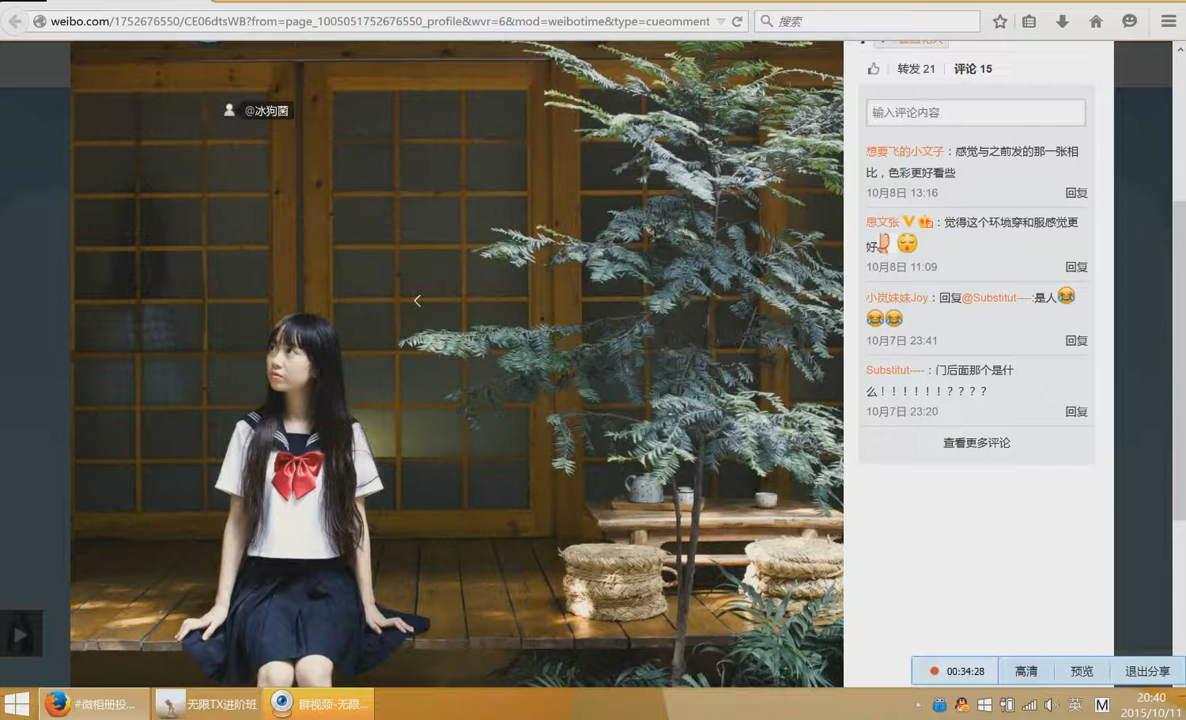 weibo.com/1752676550/CE06dtsWB?from=page_1005051752676550_profile&wvr=6&mod=weibotime&type=cueomment
搜索
@冰狗菌
转发 21
评论 15
输入评论内容
想要飞的小文子：感觉与之前发的那一张相
比，色彩更好看些
10月8日 13:16
回复
思文张：觉得这个环境穿和服感觉更
好
10月8日 11:09
回复
小岚妹妹Joy：回复@Substitut----:是人
10月7日 23:41
回复
Substitut----：门后面那个是什
么！！！！！！？？？？
10月7日 23:20
回复
查看更多评论
00:34:28
高清
预览
退出分享
#微相册投...
无限TX进阶班
群视频-无限...
英
M
20:40
2015/10/11